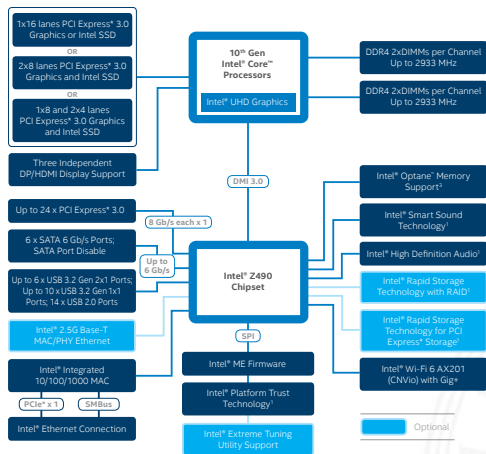 1x16 lanes PCI Express* 3.0
Graphics or Intel SSD
OR
2x8 lanes PCI Express* 3.0
Graphics and Intel SSD
OR
1x8 and 2x4 lanes
PCI Express* 3.0 Graphics
and Intel SSD
Three Independent
DP/HDMI Display Support
10th Gen
Intel® Core™
Processors
Intel® UHD Graphics
DDR4 2xDIMMs per Channel
Up to 2933 MHz
DDR4 2xDIMMs per Channel
Up to 2933 MHz
DMI 3.0
Up to 24 x PCI Express* 3.0
8 Gb/s each x 1
6 x SATA 6 Gb/s Ports;
SATA Port Disable
Up to
6 Gb/s
Up to 6 x USB 3.2 Gen 2x1 Ports;
Up to 10 x USB 3.2 Gen 1x1
Ports; 14 x USB 2.0 Ports
Intel® 2.5G Base-T
MAC/PHY Ethernet
Intel® Integrated
10/100/1000 MAC
PCIe* x 1
SMBus
Intel® Ethernet Connection
Intel® Z490
Chipset
SPI
Intel® ME Firmware
Intel® Platform Trust
Technology¹
Intel® Extreme Tuning
Utility Support
Intel® Optane™ Memory
Support³
Intel® Smart Sound
Technology¹
Intel® High Definition Audio¹
Intel® Rapid Storage
Technology with RAID¹
Intel® Rapid Storage
Technology for PCI
Express* Storage²
Intel® Wi-Fi 6 AX201
(CNVio) with Gig+
Optional